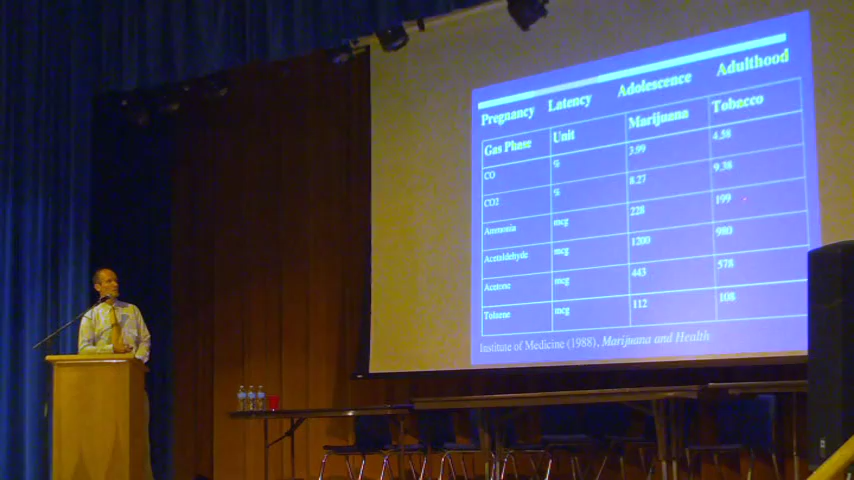 Pregnancy Latency Adolescence Adulthood
Gas Phase Unit Marijuana Tobacco
CO % 3.99 4.58
CO2 % 8.27 9.38
Ammonia mcg 228 199
Acetaldehyde mcg 1200 980
Acetone mcg 443 578
Toluene mcg 112 108
Institute of Medicine (1988), Marijuana and Health